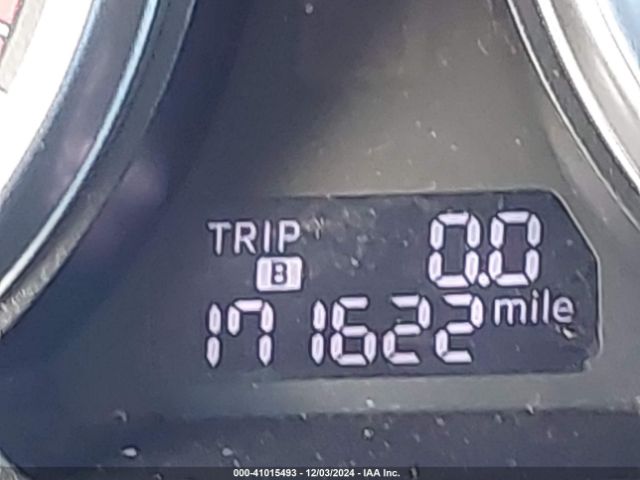 TRIP 0.0
B
171622 mile
000-41015493 - 12/03/2024 - IAA Inc.